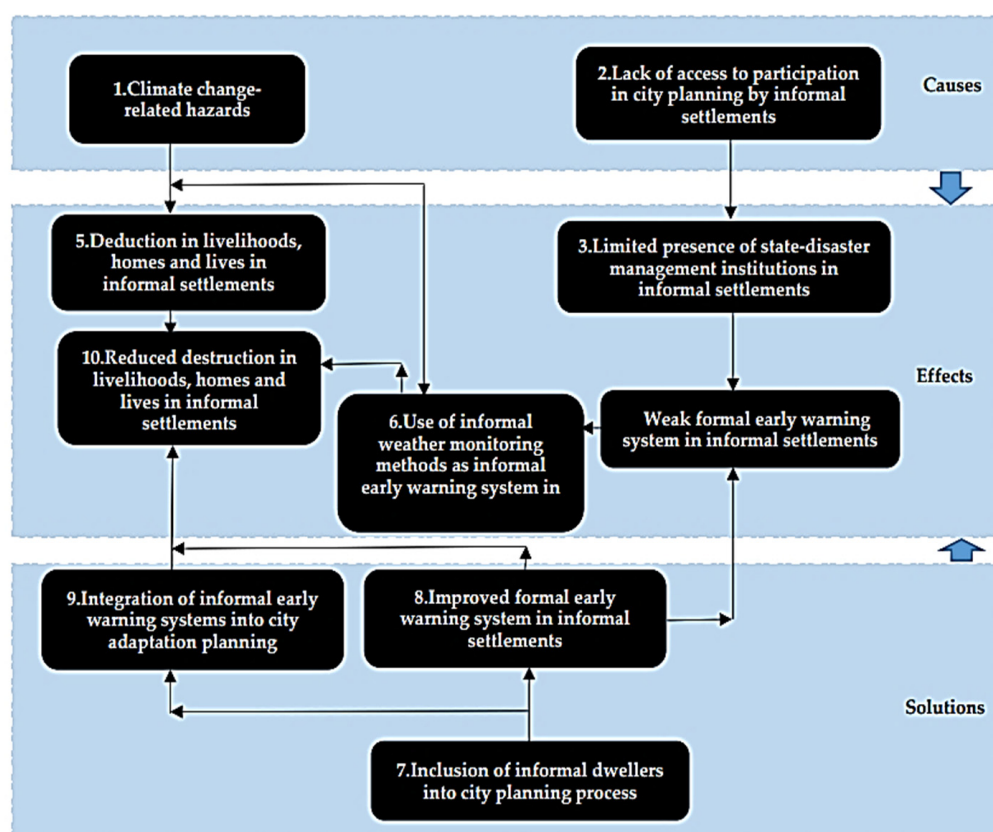 1.Climate change-
related hazards
2.Lack of access to participation
in city planning by informal
settlements
Causes
5.Deduction in livelihoods,
homes and lives in
informal settlements
3.Limited presence of state-disaster
management institutions in
informal settlements
10.Reduced destruction in
livelihoods, homes and
lives in informal
settlements
Effects
6.Use of informal
weather monitoring
methods as informal
early warning system in
Weak formal early warning
system in informal settlements
9.Integration of informal early
warning systems into city
adaptation planning
8.Improved formal early
warning system in informal
settlements
Solutions
7.Inclusion of informal dwellers
into city planning process